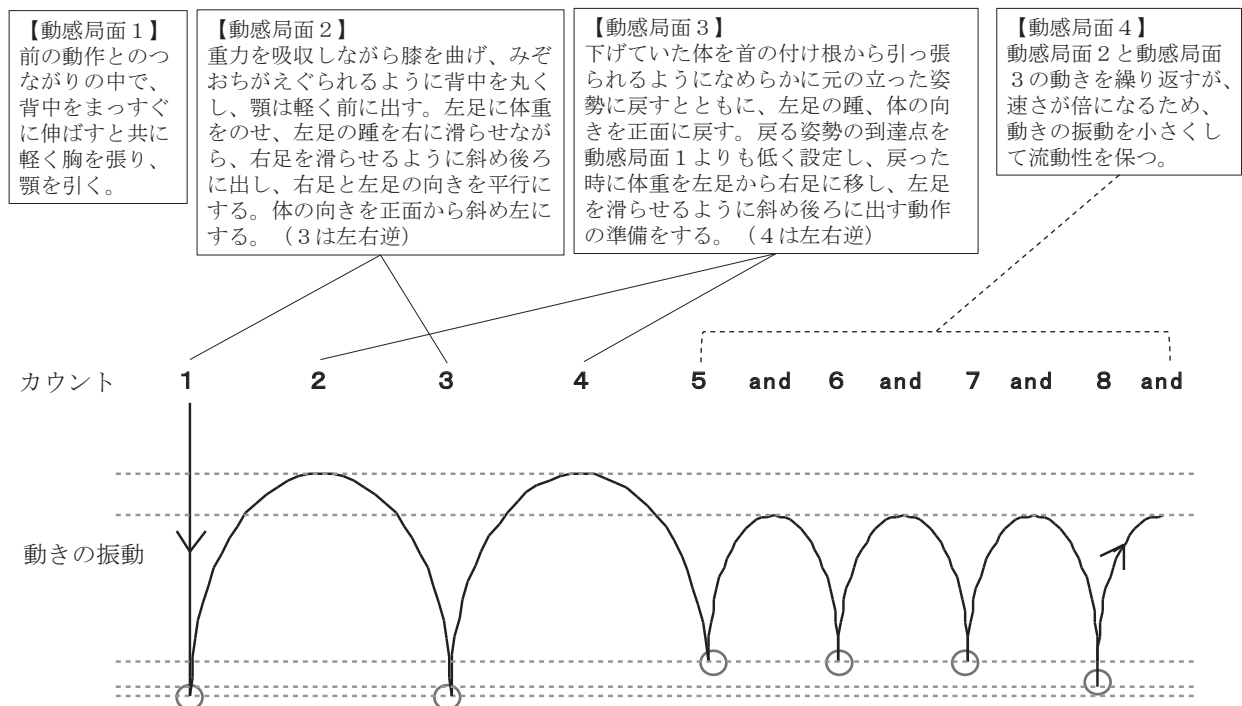 【動感局面1】
前の動作とのつ
ながりの中で、
背中をまっすぐ
に伸ばすと共に
軽く胸を張り、
顎を引く。
【動感局面2】
重力を吸収しながら膝を曲げ、みぞ
おちがえぐられるように背中を丸く
し、顎は軽く前に出す。左足に体重
をのせ、左足の踵を右に滑らせなが
ら、右足を滑らせるように斜め後ろ
に出し、右足と左足の向きを平行に
する。体の向きを正面から斜め左に
する。（3は左右逆）
【動感局面3】
下げていた体を首の付け根から引っ張
られるようになめらかに元の立った姿
勢に戻すとともに、左足の踵、体の向
きを正面に戻す。戻る姿勢の到達点を
動感局面1よりも低く設定し、戻った
時に体重を左足から右足に移し、左足
を滑らせるように斜め後ろに出す動作
の準備をする。（4は左右逆）
【動感局面4】
動感局面2と動感局面
3の動きを繰り返すが、
速さが倍になるため、
動きの振動を小さくし
て流動性を保つ。
カウント 1 2 3 4 5 and 6 and 7 and 8 and
動きの振動